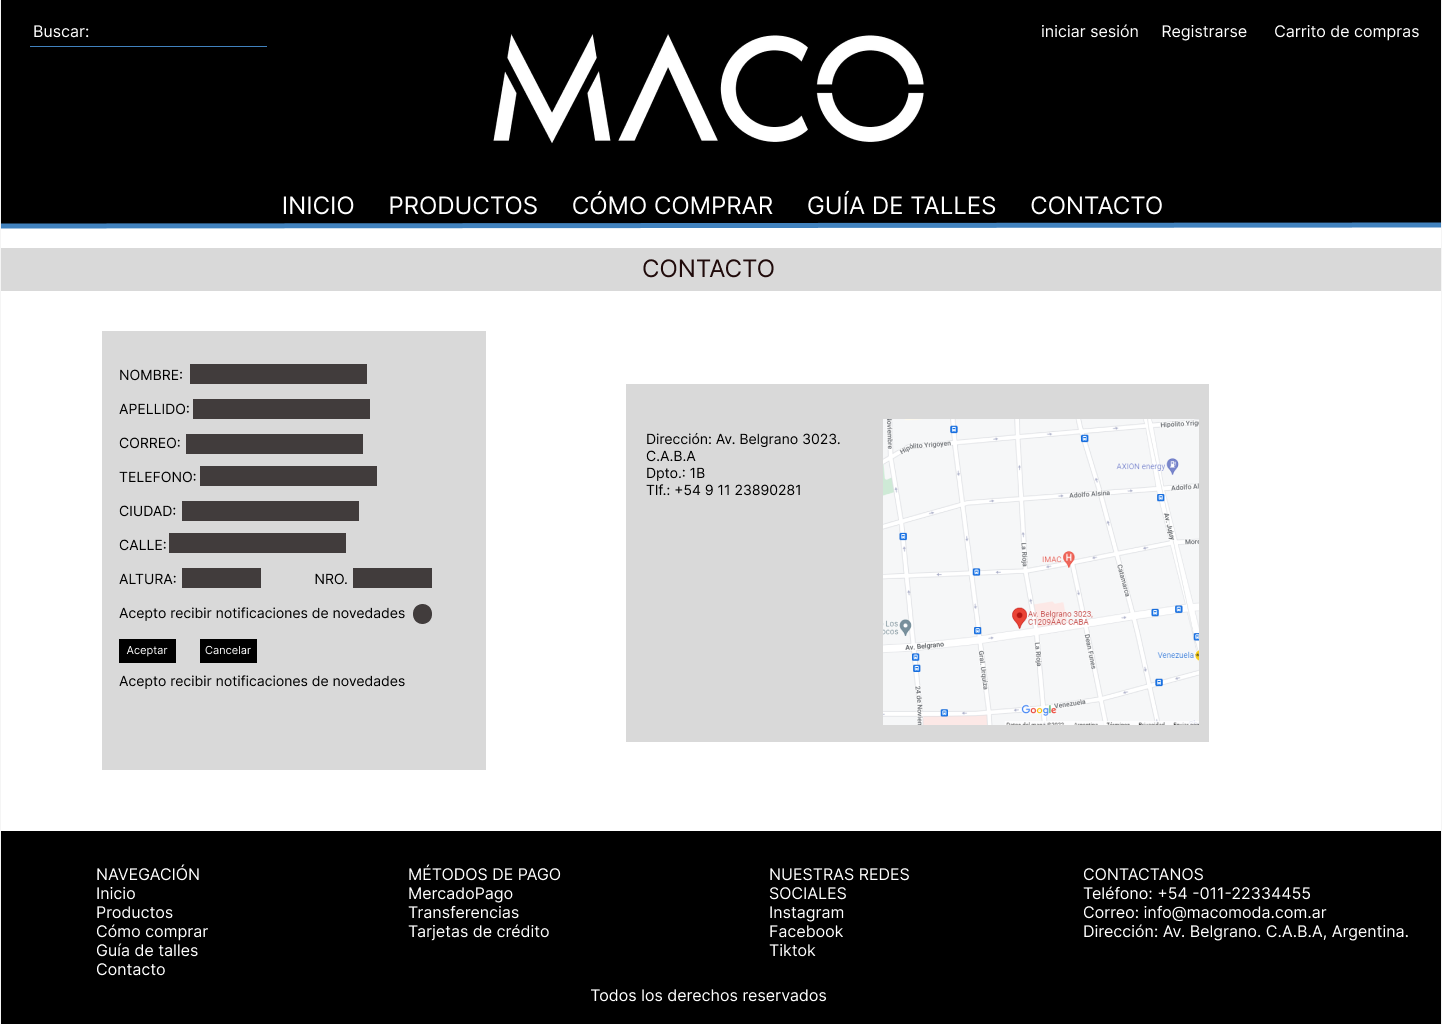 Buscar:
MACO
iniciar sesión
Registrarse
Carrito de compras
INICIO
PRODUCTOS
CÓMO COMPRAR
GUÍA DE TALLES
CONTACTO
CONTACTO
NOMBRE:
APELLIDO:
CORREO:
TELEFONO:
CIUDAD:
CALLE:
ALTURA:
NRO.
Acepto recibir notificaciones de novedades
Aceptar
Cancelar
Acepto recibir notificaciones de novedades
Dirección: Av. Belgrano 3023.
C.A.B.A
Dpto.: 1B
Tlf.: +54 9 11 23890281
Hipólito Yrigoyen
Hipólito Yrig
AXION energy
Adolfo Alsina
Adolfo Al
Av. Jujuy
La Rioja
IMAC
More
Catamarca
Av. Belgrano 3023,
C1209AAC CABA
Los
Av. Belgrano
Gral. Urquiza
La Rioja
Dean Funes
Venezuela
24 de Noviem
Google
Venezuela
NAVEGACIÓN
Inicio
Productos
Cómo comprar
Guía de talles
Contacto
MÉTODOS DE PAGO
MercadoPago
Transferencias
Tarjetas de crédito
NUESTRAS REDES
SOCIALES
Instagram
Facebook
Tiktok
CONTACTANOS
Teléfono: +54 -011-22334455
Correo: info@macomoda.com.ar
Dirección: Av. Belgrano. C.A.B.A, Argentina.
Todos los derechos reservados